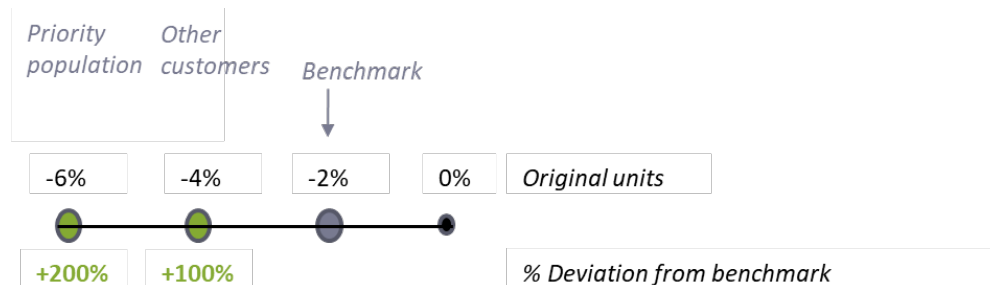 Priority population
Other customers
Benchmark
-6%
-4%
-2%
0%
Original units
+200%
+100%
% Deviation from benchmark